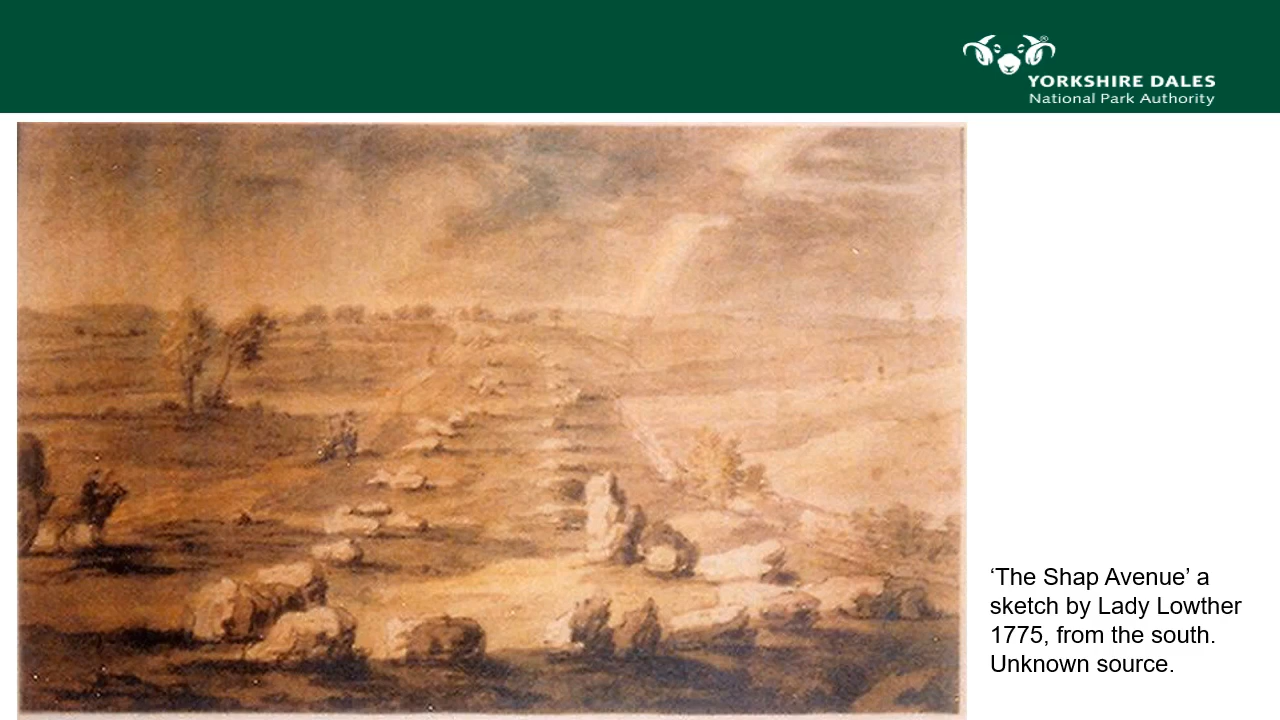 YORKSHIRE DALES
National Park Authority
‘The Shap Avenue’ a
sketch by Lady Lowther
1775, from the south.
Unknown source.